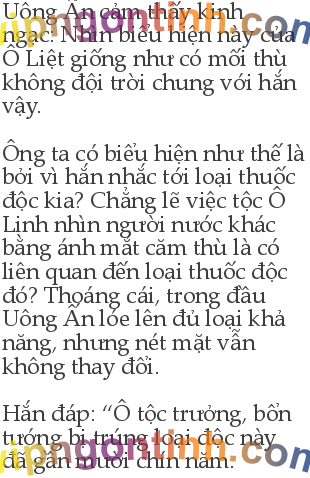 Uông Ấn cảm thấy kinh
ngạc! Nhìn biểu hiện này của
Ô Liệt giống như có mối thù
không đội trời chung với hắn
vậy.
Ông ta có biểu hiện như thế là
bởi vì hắn nhắc tới loại thuốc
độc kia? Chẳng lẽ việc tộc Ô
Linh nhìn người nước khác
bằng ánh mắt căm thù là có
liên quan đến loại thuốc độc
đó? Thoáng cái, trong đầu
Uông Ấn lóe lên đủ loại khả
năng, nhưng nét mặt vẫn
không thay đổi.
Hắn đáp: “Ô tộc trưởng, bổn
tướng bị trúng loại độc này
đã gần mười chín năm.
vipngontinh.com
vipngontinh.com